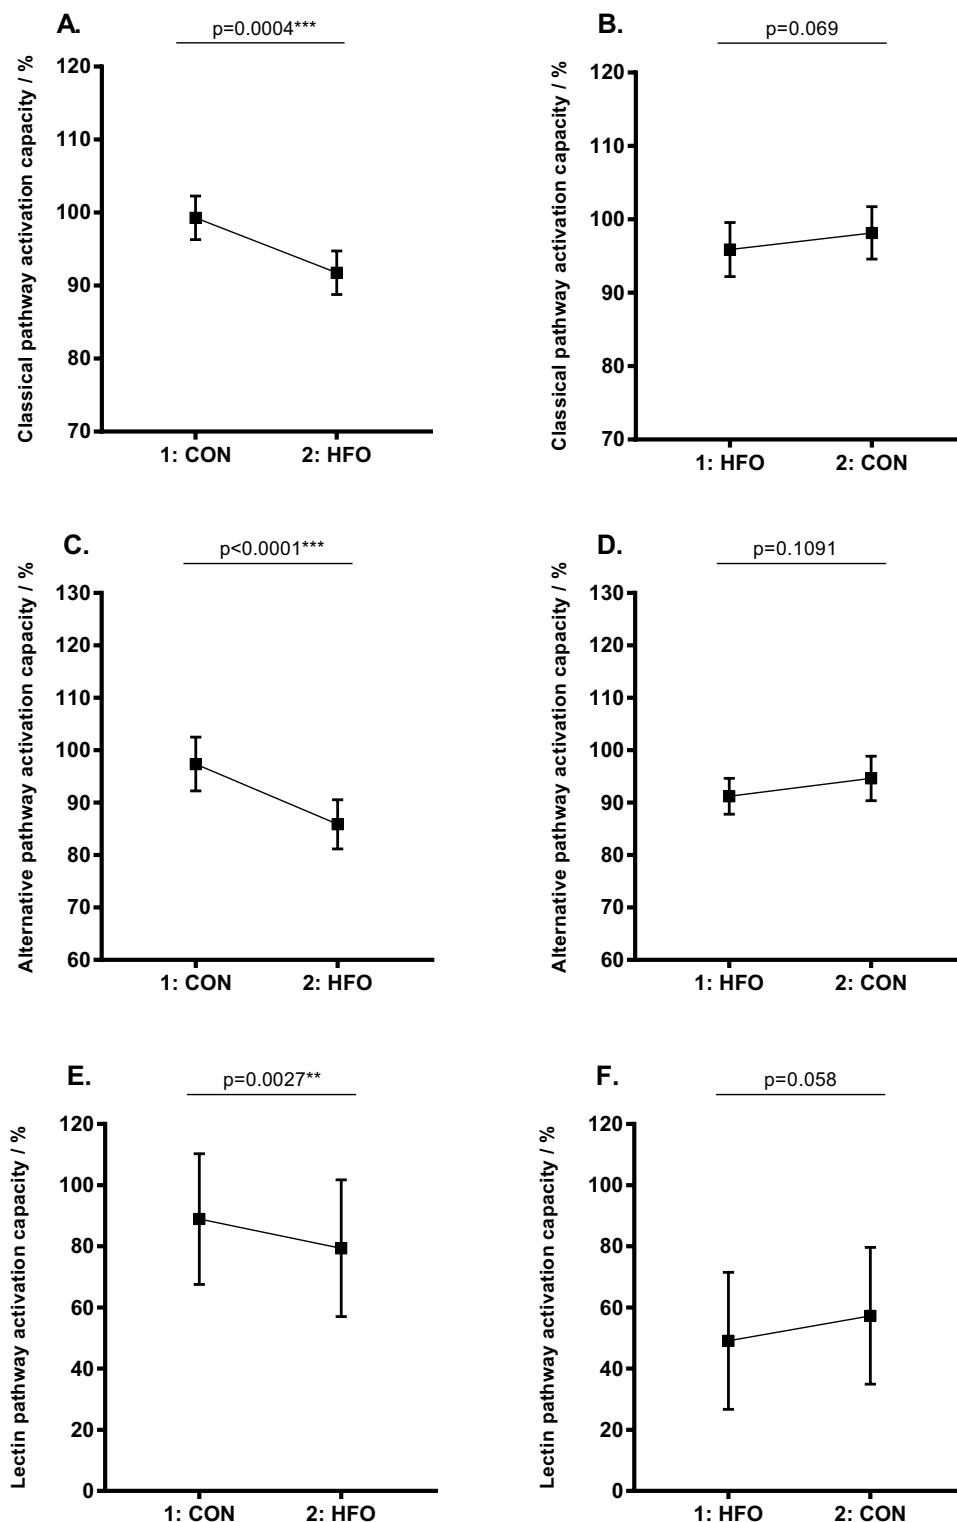 A.
p=0.0004***
Classical pathway activation capacity / %
120
110
100
90
80
70
1: CON
2: HFO
B.
p=0.069
Classical pathway activation capacity / %
120
110
100
90
80
70
1: HFO
2: CON
C.
p<0.0001***
Alternative pathway activation capacity / %
130
120
110
100
90
80
70
60
1: CON
2: HFO
D.
p=0.1091
Alternative pathway activation capacity / %
130
120
110
100
90
80
70
60
1: HFO
2: CON
E.
p=0.0027**
Lectin pathway activation capacity / %
120
100
80
60
40
20
0
1: CON
2: HFO
F.
p=0.058
Lectin pathway activation capacity / %
120
100
80
60
40
20
0
1: HFO
2: CON